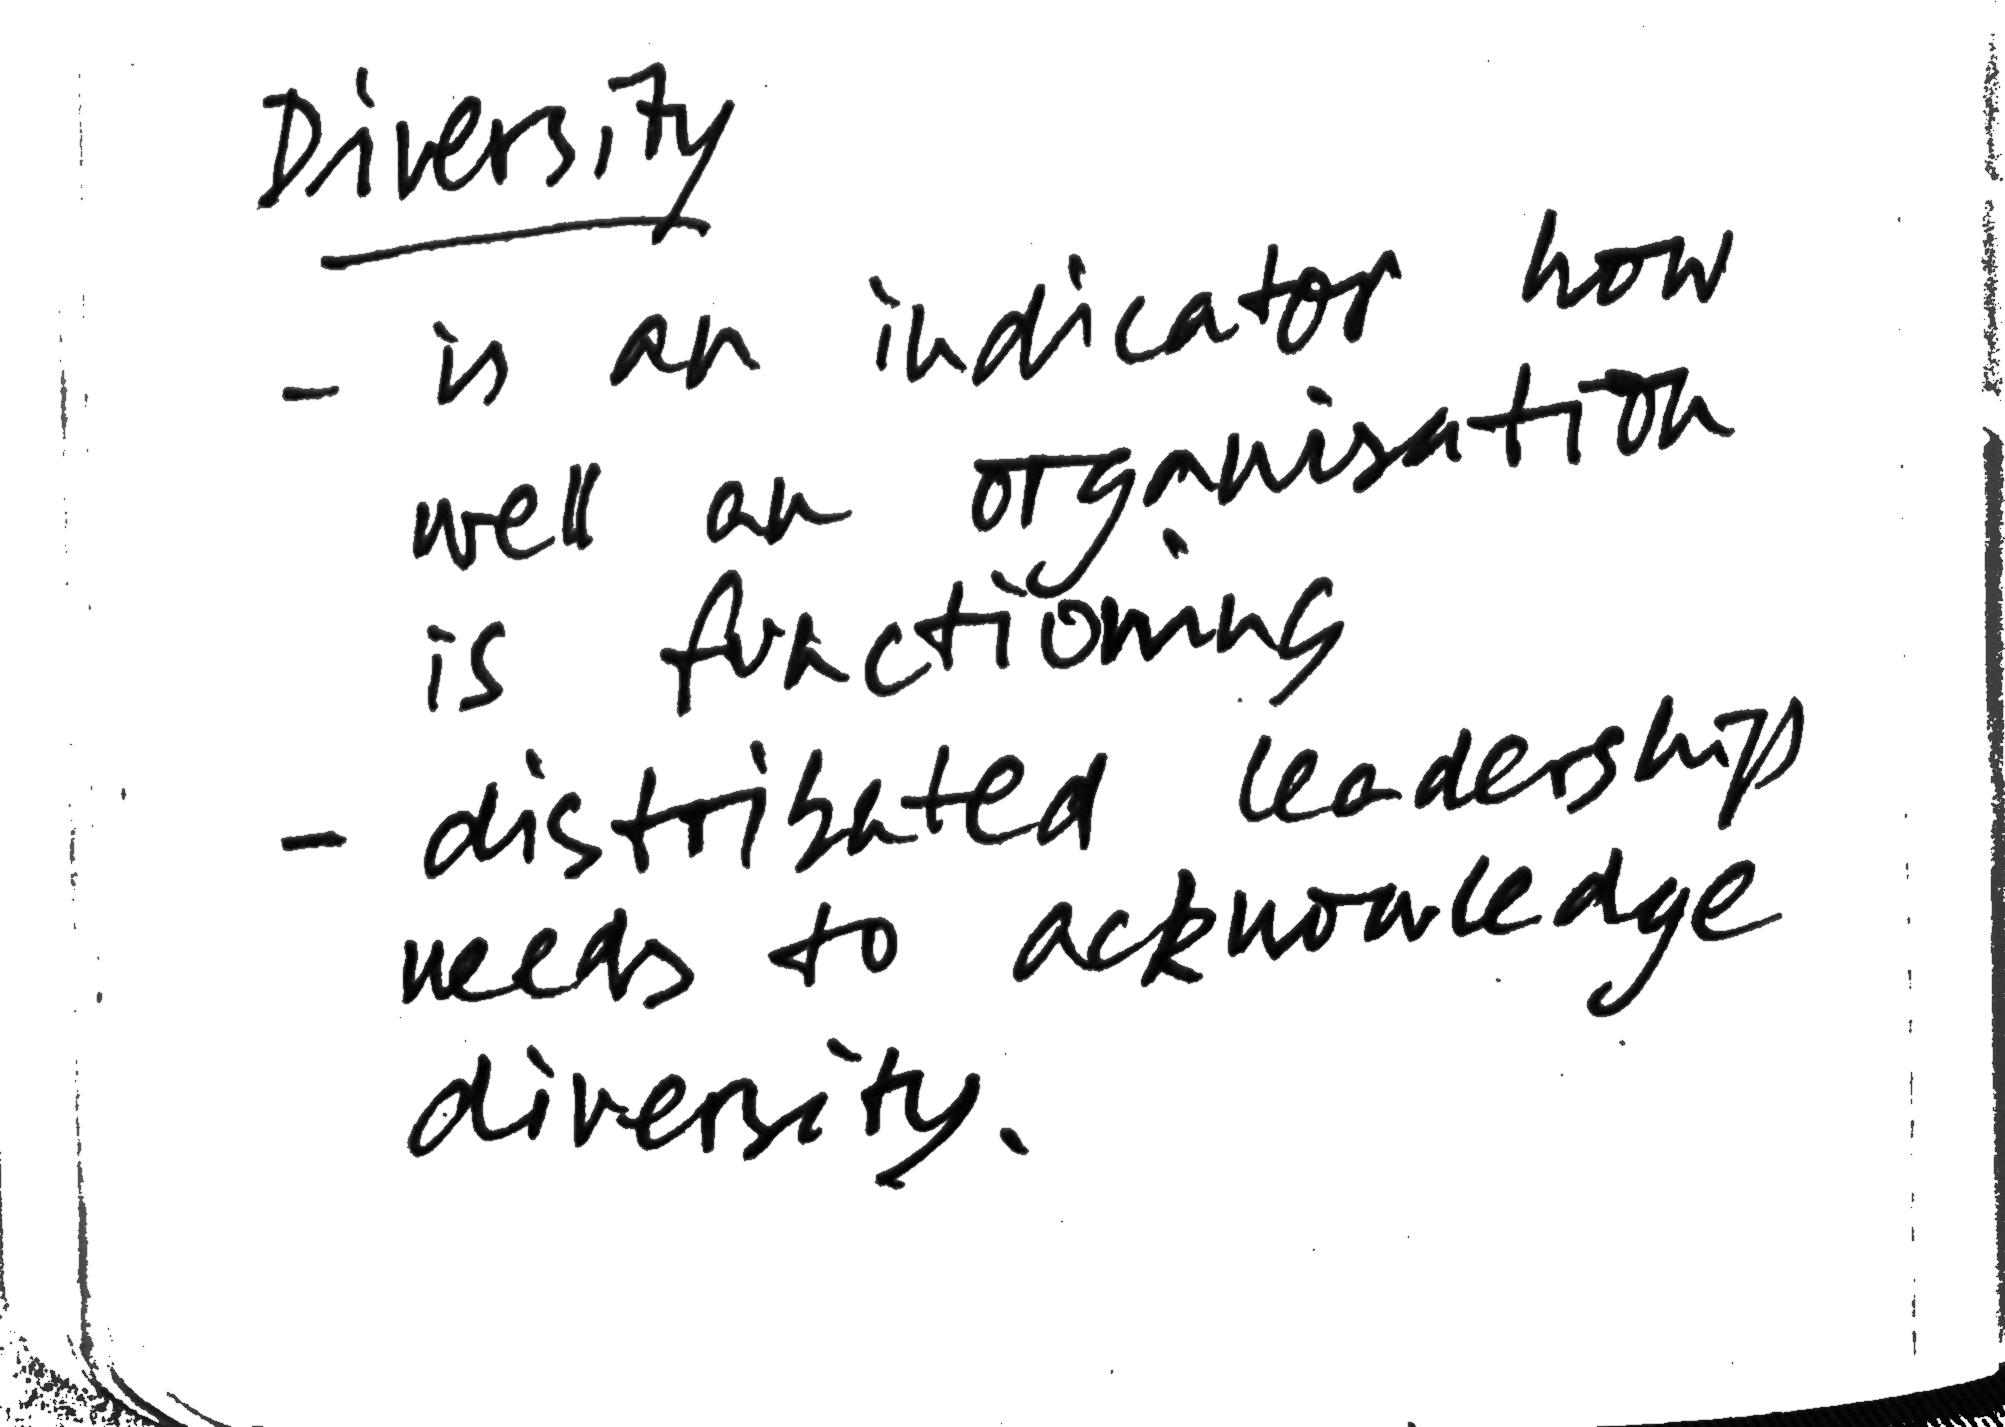 Diversity
- is an indicator how
well an organisation
is functioning
- distributed leadership
needs to acknowledge
diversity.